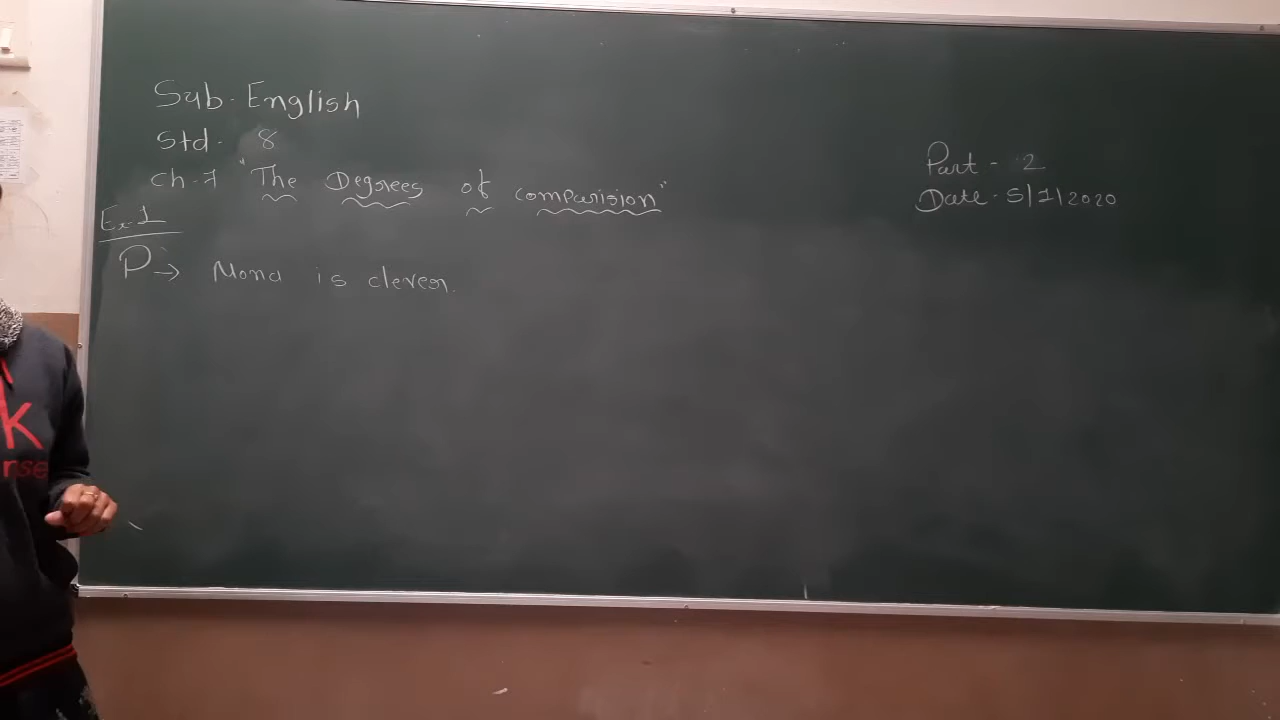 Sub - English
Std - 8
Ch-7 "The Degrees of comparision"
Part - 2
Date - 5/1/2020
Ex-1
P → Mona is clever.
k
rse